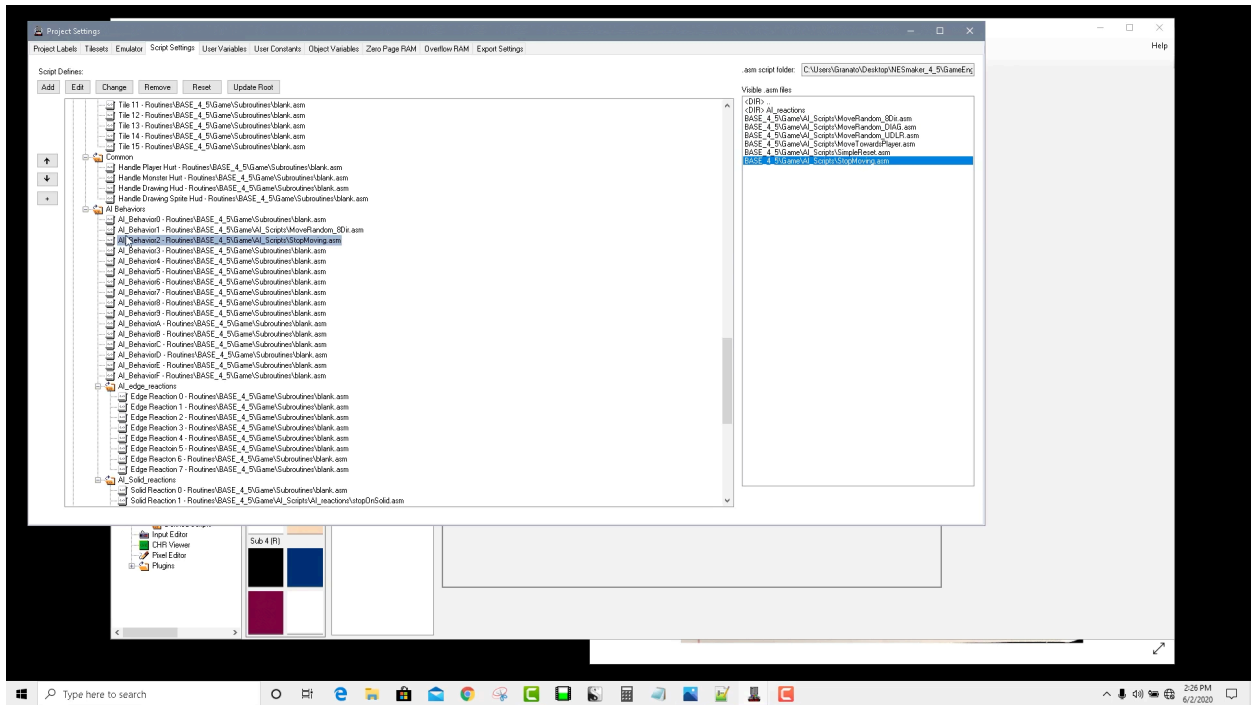 Project Settings
Help
Project Labels Tilesets Emulator Script Settings User Variables User Constants Object Variables Zero Page RAM Overflow RAM Export Settings
Script Defines:
.asm script folder: C:\Users\Granato\Desktop\NESmaker_4_5\GameEng
Add Edit Change Remove Reset Update Root
Visible .asm files
Tile 11 - Routines\BASE_4_5\Game\Subroutines\blank.asm
Tile 12 - Routines\BASE_4_5\Game\Subroutines\blank.asm
Tile 13 - Routines\BASE_4_5\Game\Subroutines\blank.asm
Tile 14 - Routines\BASE_4_5\Game\Subroutines\blank.asm
Tile 15 - Routines\BASE_4_5\Game\Subroutines\blank.asm
Common
Handle Player Hurt - Routines\BASE_4_5\Game\Subroutines\blank.asm
Handle Monster Hurt - Routines\BASE_4_5\Game\Subroutines\blank.asm
Handle Drawing Hud - Routines\BASE_4_5\Game\Subroutines\blank.asm
Handle Drawing Sprite Hud - Routines\BASE_4_5\Game\Subroutines\blank.asm
AI Behaviors
AI_Behavior0 - Routines\BASE_4_5\Game\Subroutines\blank.asm
AI_Behavior1 - Routines\BASE_4_5\Game\AI_Scripts\MoveRandom_8Dir.asm
AI_Behavior2 - Routines\BASE_4_5\Game\AI_Scripts\StopMoving.asm
AI_Behavior3 - Routines\BASE_4_5\Game\Subroutines\blank.asm
AI_Behavior4 - Routines\BASE_4_5\Game\Subroutines\blank.asm
AI_Behavior5 - Routines\BASE_4_5\Game\Subroutines\blank.asm
AI_Behavior6 - Routines\BASE_4_5\Game\Subroutines\blank.asm
AI_Behavior7 - Routines\BASE_4_5\Game\Subroutines\blank.asm
AI_Behavior8 - Routines\BASE_4_5\Game\Subroutines\blank.asm
AI_Behavior9 - Routines\BASE_4_5\Game\Subroutines\blank.asm
AI_BehaviorA - Routines\BASE_4_5\Game\Subroutines\blank.asm
AI_BehaviorB - Routines\BASE_4_5\Game\Subroutines\blank.asm
AI_BehaviorC - Routines\BASE_4_5\Game\Subroutines\blank.asm
AI_BehaviorD - Routines\BASE_4_5\Game\Subroutines\blank.asm
AI_BehaviorE - Routines\BASE_4_5\Game\Subroutines\blank.asm
AI_BehaviorF - Routines\BASE_4_5\Game\Subroutines\blank.asm
AI_edge_reactions
Edge Reaction 0 - Routines\BASE_4_5\Game\Subroutines\blank.asm
Edge Reaction 1 - Routines\BASE_4_5\Game\Subroutines\blank.asm
Edge Reaction 2 - Routines\BASE_4_5\Game\Subroutines\blank.asm
Edge Reaction 3 - Routines\BASE_4_5\Game\Subroutines\blank.asm
Edge Reaction 4 - Routines\BASE_4_5\Game\Subroutines\blank.asm
Edge Reactoin 5 - Routines\BASE_4_5\Game\Subroutines\blank.asm
Edge Reacton 6 - Routines\BASE_4_5\Game\Subroutines\blank.asm
Edge Reaction 7 - Routines\BASE_4_5\Game\Subroutines\blank.asm
AI_Solid_reactions
Solid Reaction 0 - Routines\BASE_4_5\Game\Subroutines\blank.asm
Solid Reaction 1 - Routines\BASE_4_5\Game\AI_Scripts\AI_reactions\stopOnSolid.asm
<DIR> ..
<DIR> AI_reactions
BASE_4_5\Game\AI_Scripts\MoveRandom_8Dir.asm
BASE_4_5\Game\AI_Scripts\MoveRandom_DIAG.asm
BASE_4_5\Game\AI_Scripts\MoveRandom_UDLR.asm
BASE_4_5\Game\AI_Scripts\MoveTowardsPlayer.asm
BASE_4_5\Game\AI_Scripts\SimpleReset.asm
BASE_4_5\Game\AI_Scripts\StopMoving.asm
Input Editor
CHR Viewer
Pixel Editor
Plugins
Sub 4 (R)
Type here to search
2:26 PM
6/2/2020